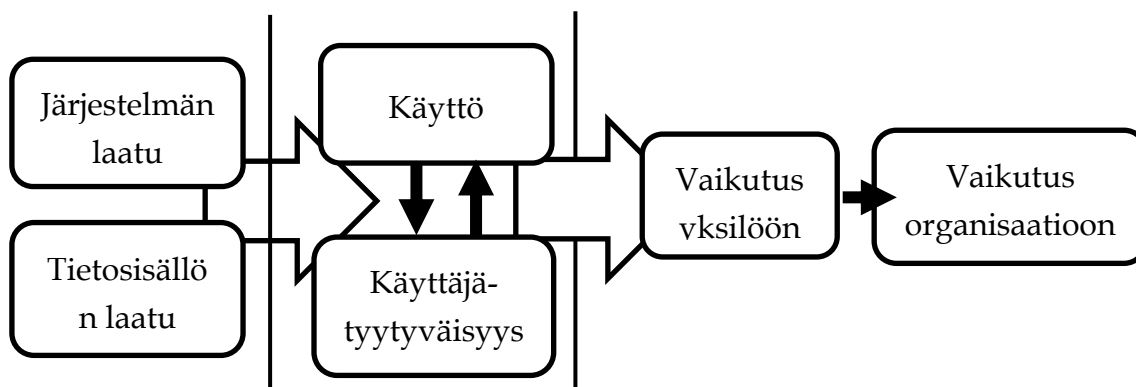 Järjestelmän
laatu
Tietosisällö
n laatu
Käyttö
Käyttäjä-
tyytyväisyys
Vaikutus
yksilöön
Vaikutus
organisaatioon